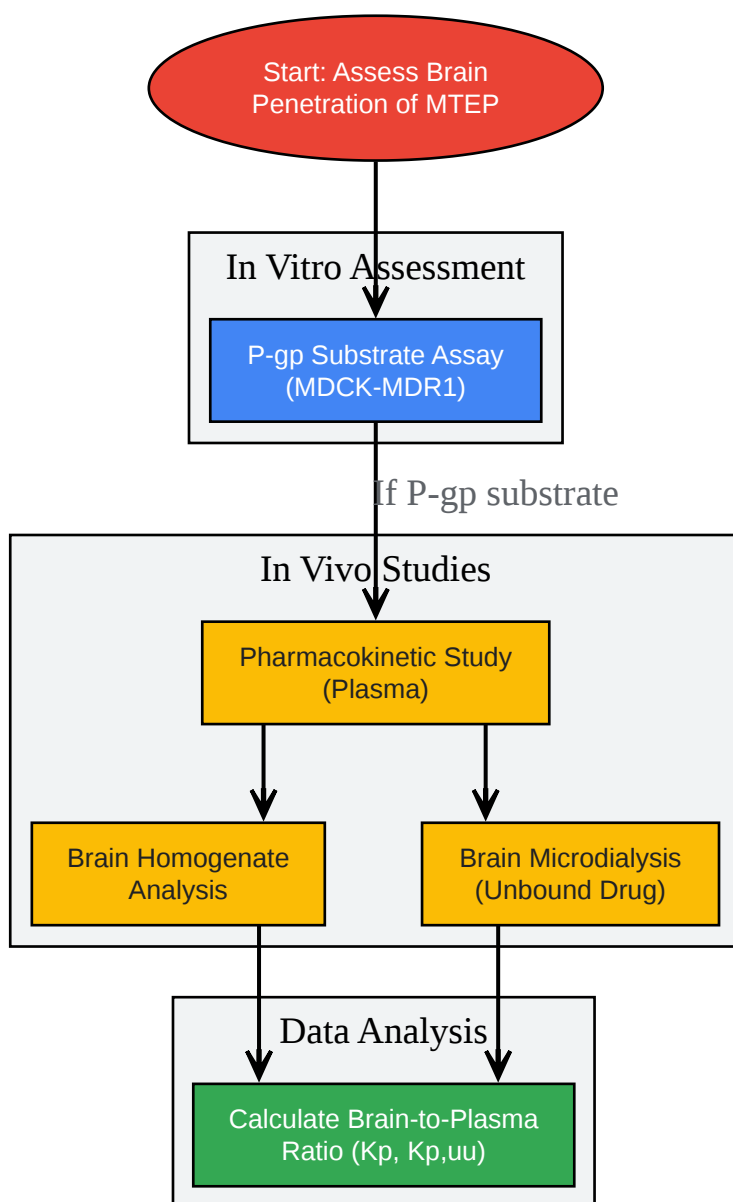 Start: Assess Brain
Penetration of MTEP
In Vitro Assessment
P-gp Substrate Assay
(MDCK-MDR1)
If P-gp substrate
In Vivo Studies
Pharmacokinetic Study
(Plasma)
Brain Homogenate
Analysis
Brain Microdialysis
(Unbound Drug)
Data Analysis
Calculate Brain-to-Plasma
Ratio (Kp, Kp,uu)